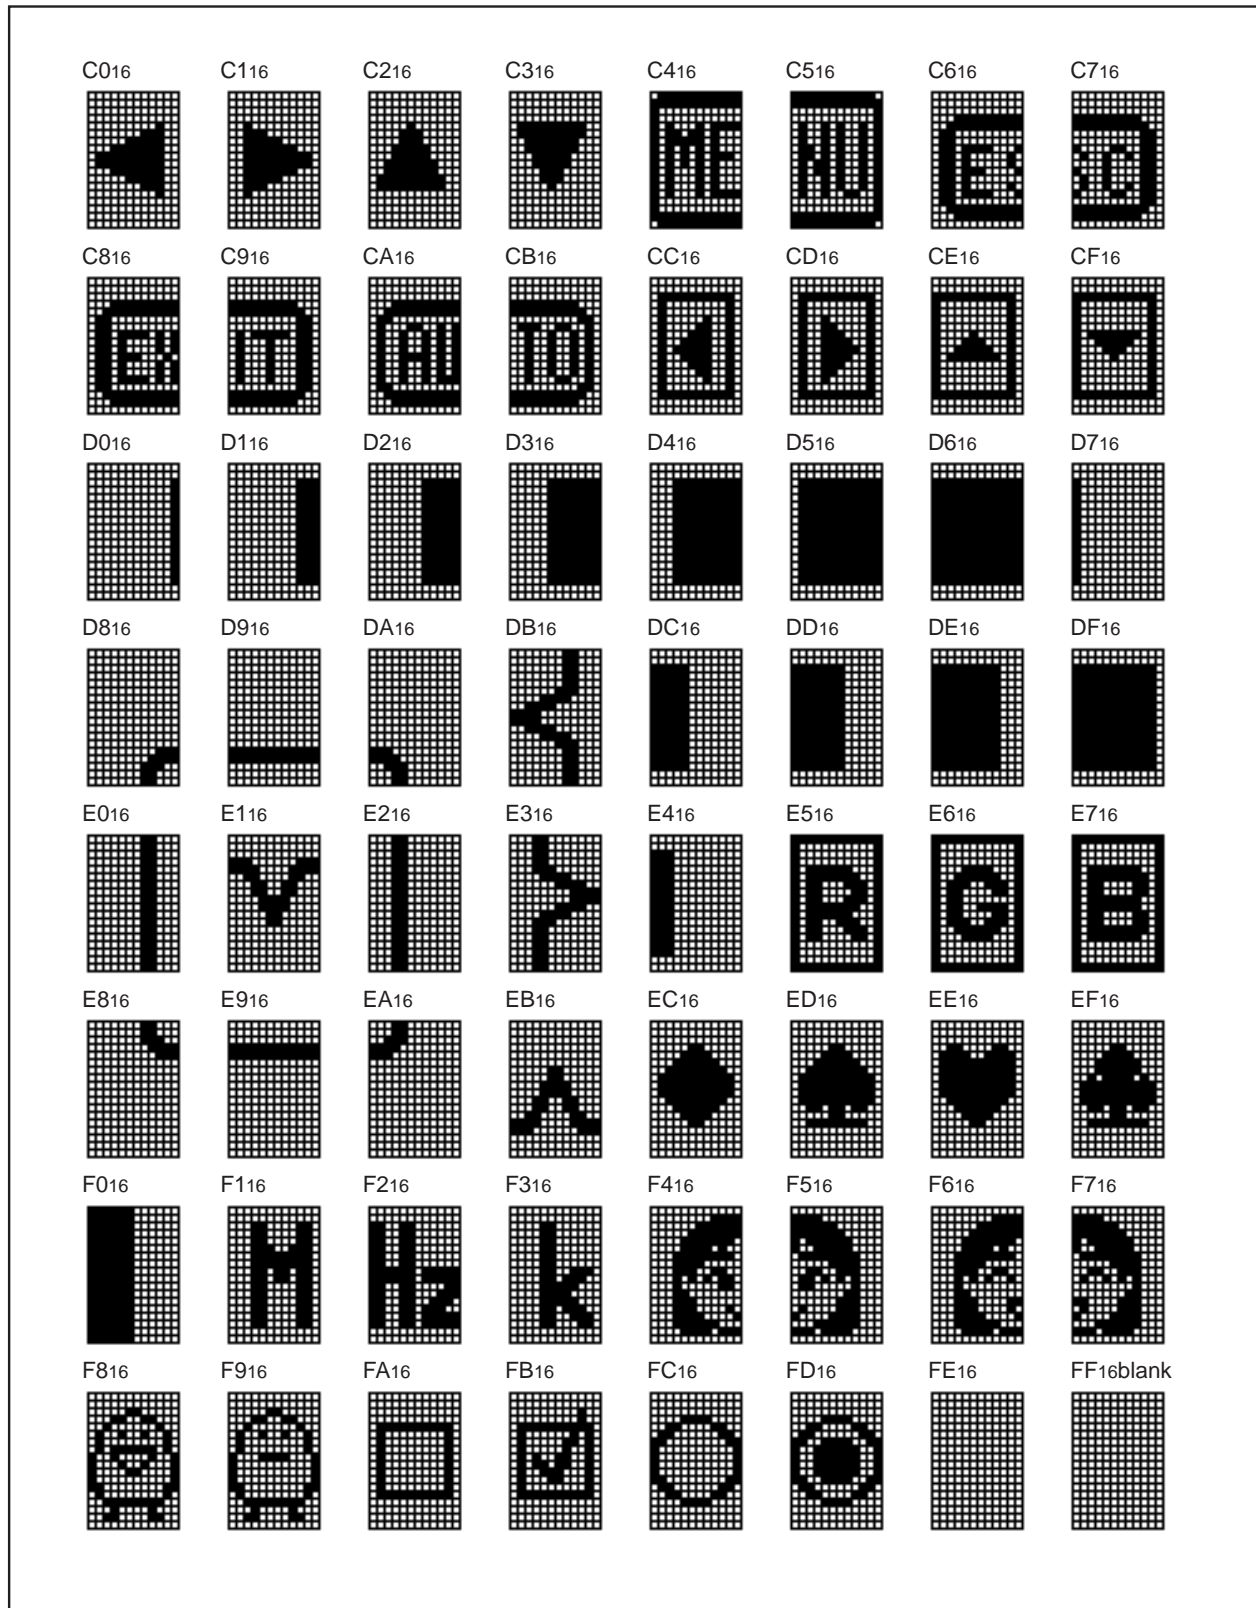 C016 C116 C216 C316 C416 C516 C616 C716
ME NU ES SC
C816 C916 CA16 CB16 CC16 CD16 CE16 CF16
EX IT AU TO
D016 D116 D216 D316 D416 D516 D616 D716
D816 D916 DA16 DB16 DC16 DD16 DE16 DF16
E016 E116 E216 E316 E416 E516 E616 E716
R G B
E816 E916 EA16 EB16 EC16 ED16 EE16 EF16
F016 F116 F216 F316 F416 F516 F616 F716
M Hz k
F816 F916 FA16 FB16 FC16 FD16 FE16 FF16blank